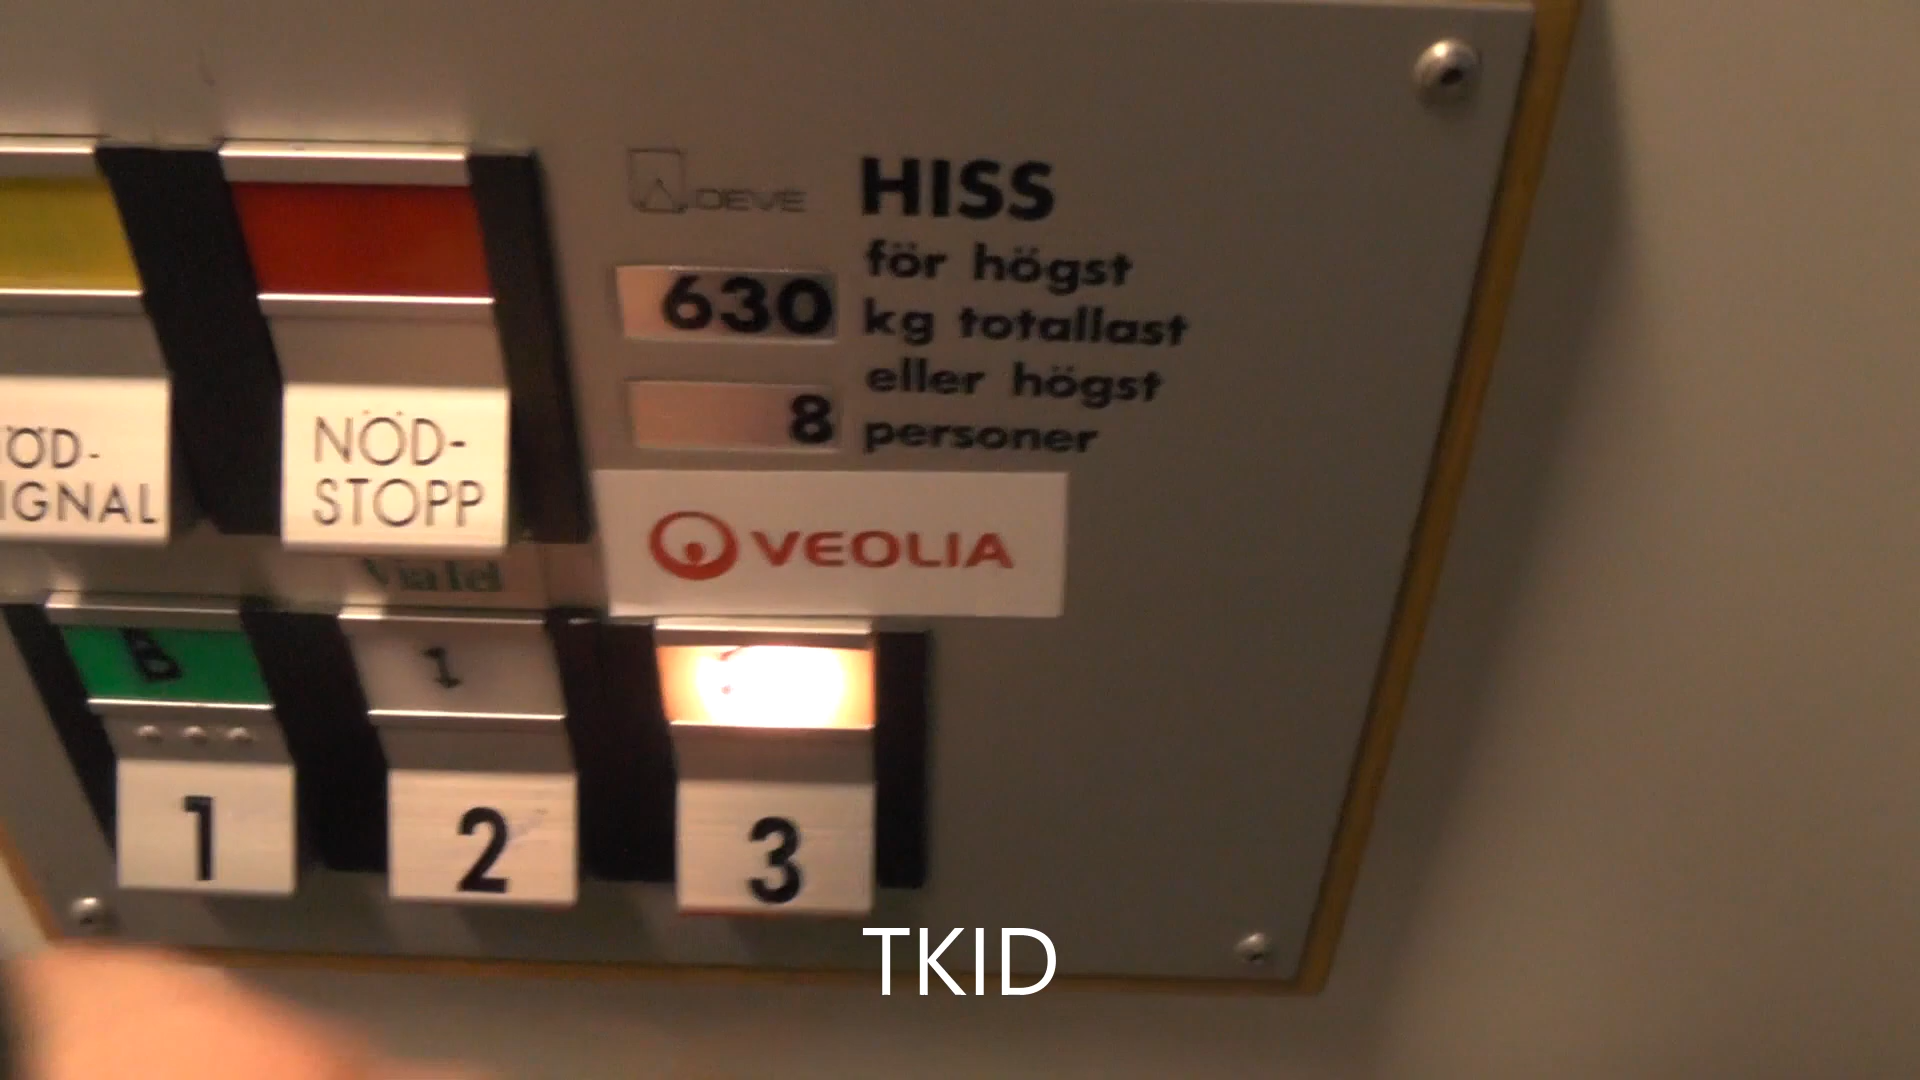 DEVE
HISS
för högst
630 kg totallast
eller högst
8 personer
NÖD-
STOPP
ViaTel
VEOLIA
B
1
1
2
3
TKID